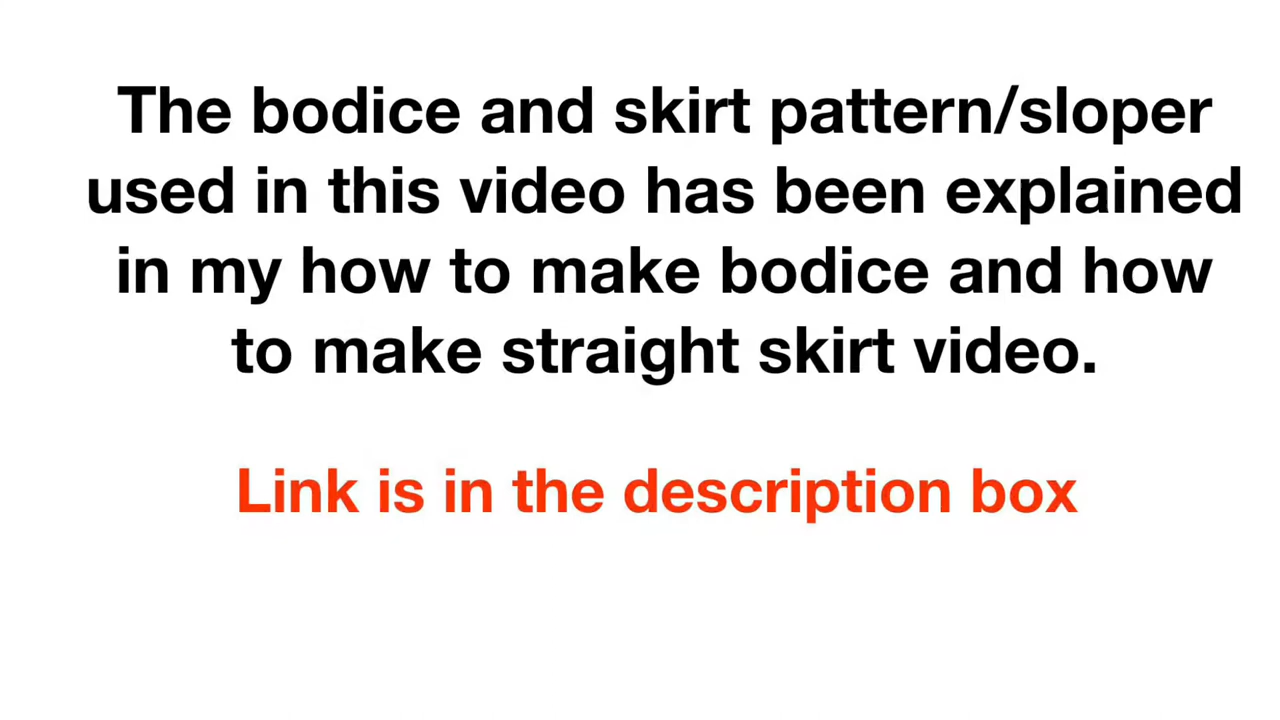 The bodice and skirt pattern/sloper
used in this video has been explained
in my how to make bodice and how
to make straight skirt video.
Link is in the description box